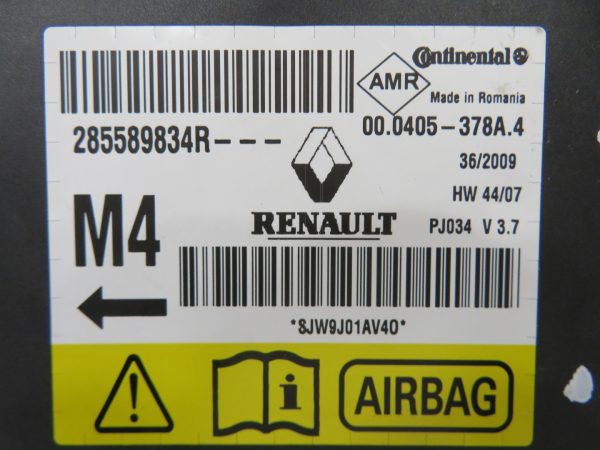 Continental
AMR
Made in Romania
285589834R---
00.0405-378A.4
36/2009
HW 44/07
M4
RENAULT
PJ034 V 3.7
*8JW9J01AV40*
i
AIRBAG